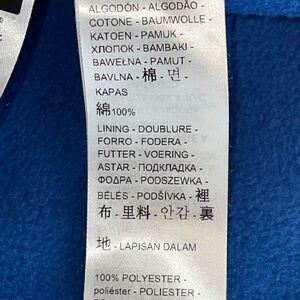 ALGODÓN - ALGODÃO -
COTONE - BAUMWOLLE -
KATOEN - PAMUK -
ХЛОПОК - BAMBAKI -
BAWEŁNA - PAMUT -
BAVLNA - 棉 - 면 -
KAPAS
綿100%
LINING - DOUBLURE -
FORRO - FODERA -
FUTTER - VOERING -
ASTAR - ПОДКЛАДКА -
ΦΟΔΡΑ - PODSZEWKA -
BÉLÉS - PODŠÍVKA - 裡
布 - 里料 - 안감 - 裏
地 - LAPISAN DALAM
100% POLYESTER -
poliéster - POLIESTER -